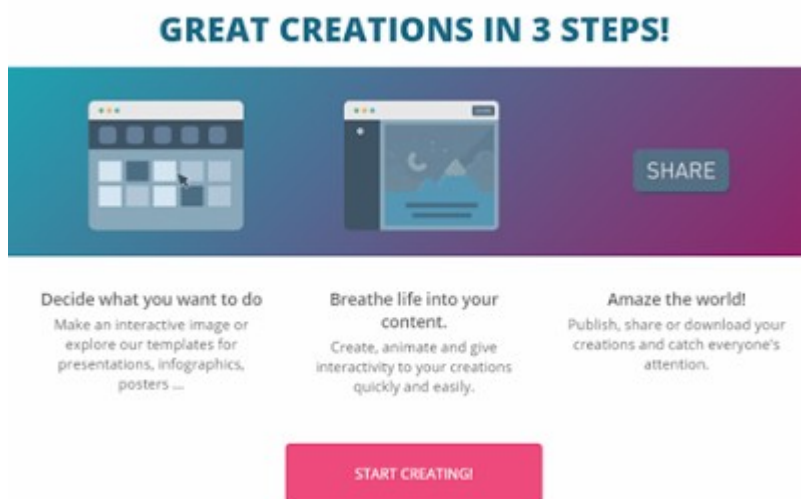 GREAT CREATIONS IN 3 STEPS!
SHARE
Decide what you want to do
Make an interactive image or
explore our templates for
presentations, infographics,
posters ...
Breathe life into your
content.
Create, animate and give
interactivity to your creations
quickly and easily.
Amaze the world!
Publish, share or download your
creations and catch everyone's
attention.
START CREATING!